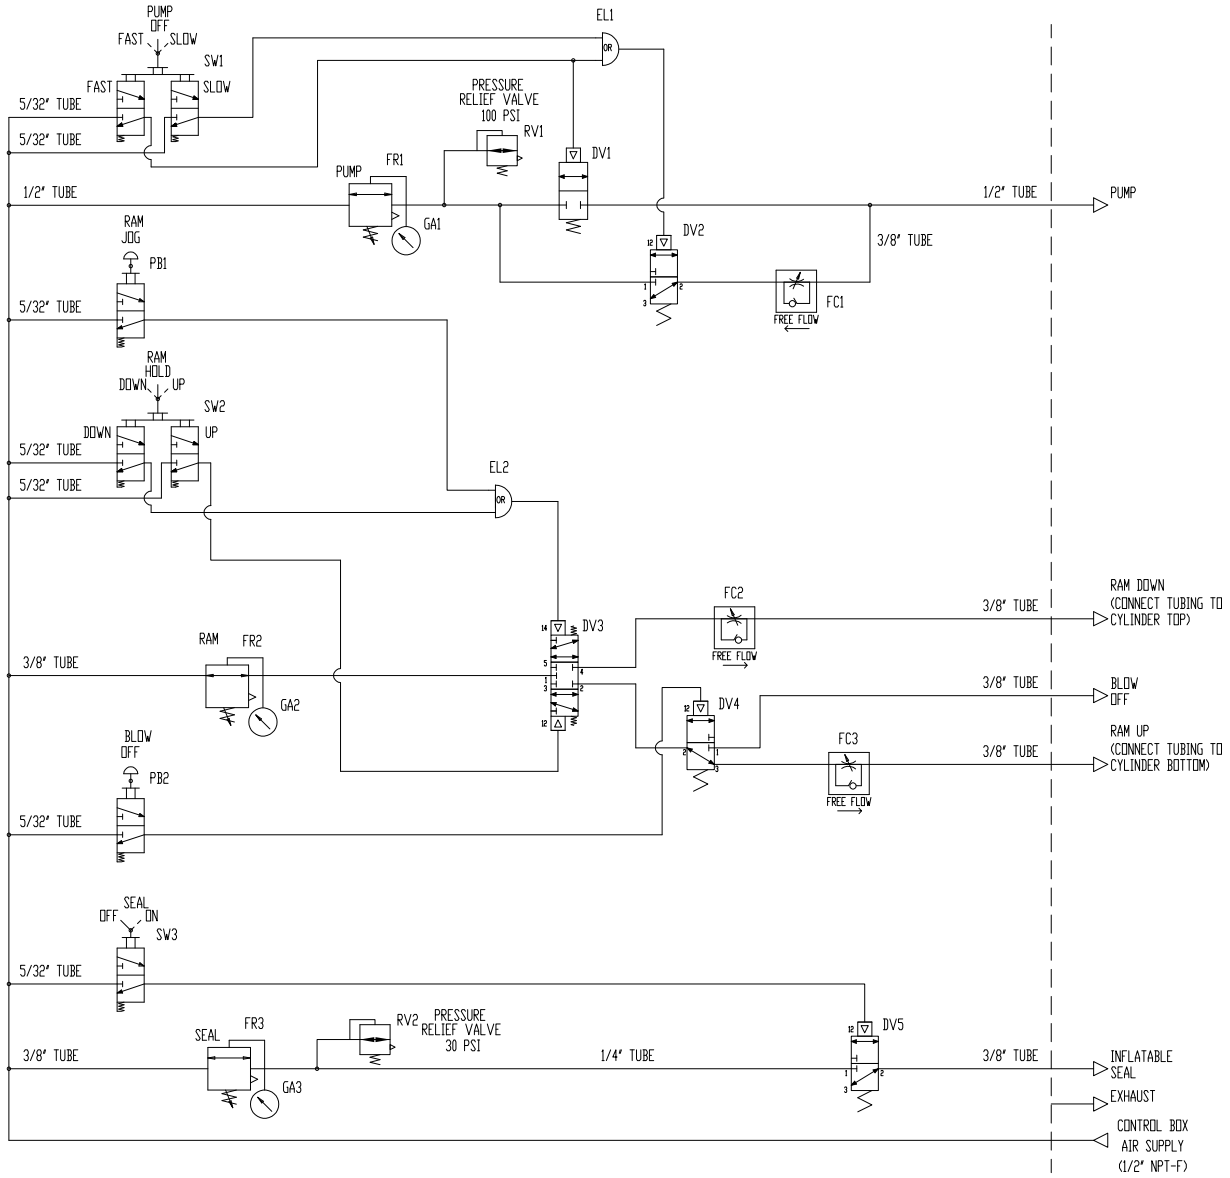 PUMP
OFF
FAST SLOW
SW1
FAST SLOW
5/32" TUBE
5/32" TUBE
EL1
OR
PRESSURE
RELIEF VALVE
100 PSI
RV1
DV1
1/2" TUBE
PUMP
FR1
GA1
1/2" TUBE
PUMP
DV2
12
1 2
3
3/8" TUBE
FC1
FREE FLOW
RAM
JOG
PB1
5/32" TUBE
RAM
HOLD
DOWN UP
SW2
DOWN UP
5/32" TUBE
5/32" TUBE
EL2
OR
14
DV3
5 4
1
3 2
12
FC2
FREE FLOW
3/8" TUBE
RAM DOWN
(CONNECT TUBING TO
CYLINDER TOP)
RAM
FR2
3/8" TUBE
GA2
12
DV4
2 1
3
3/8" TUBE
BLOW
OFF
FC3
FREE FLOW
3/8" TUBE
RAM UP
(CONNECT TUBING TO
CYLINDER BOTTOM)
BLOW
OFF
PB2
5/32" TUBE
SEAL
OFF ON
SW3
5/32" TUBE
SEAL
FR3
3/8" TUBE
GA3
RV2
PRESSURE
RELIEF VALVE
30 PSI
1/4" TUBE
12
DV5
1 2
3
3/8" TUBE
INFLATABLE
SEAL
EXHAUST
CONTROL BOX
AIR SUPPLY
(1/2" NPT-F)